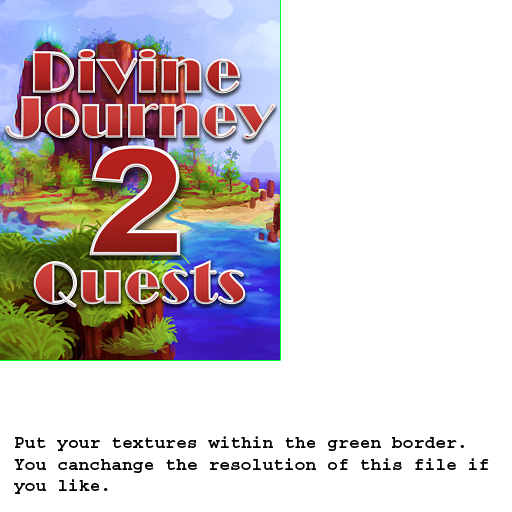 Divine
Journey
2
Quests
Put your textures within the green border.
You canchange the resolution of this file if
you like.